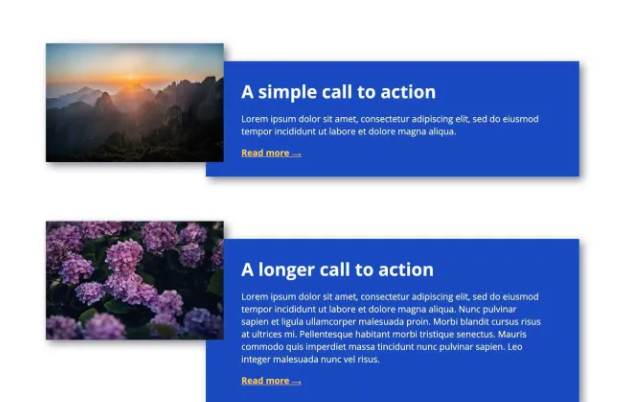 A simple call to action
Lorem ipsum dolor sit amet, consectetur adipiscing elit, sed do eiusmod
tempor incididunt ut labore et dolore magna aliqua.
Read more ⟶
A longer call to action
Lorem ipsum dolor sit amet, consectetur adipiscing elit, sed do eiusmod
tempor incididunt ut labore et dolore magna aliqua. Nunc pulvinar
sapien et ligula ullamcorper malesuada proin. Morbi blandit cursus risus
at ultrices mi. Pellentesque habitant morbi tristique senectus. Mauris
commodo quis imperdiet massa tincidunt nunc pulvinar sapien. Leo
integer malesuada nunc vel risus.
Read more ⟶